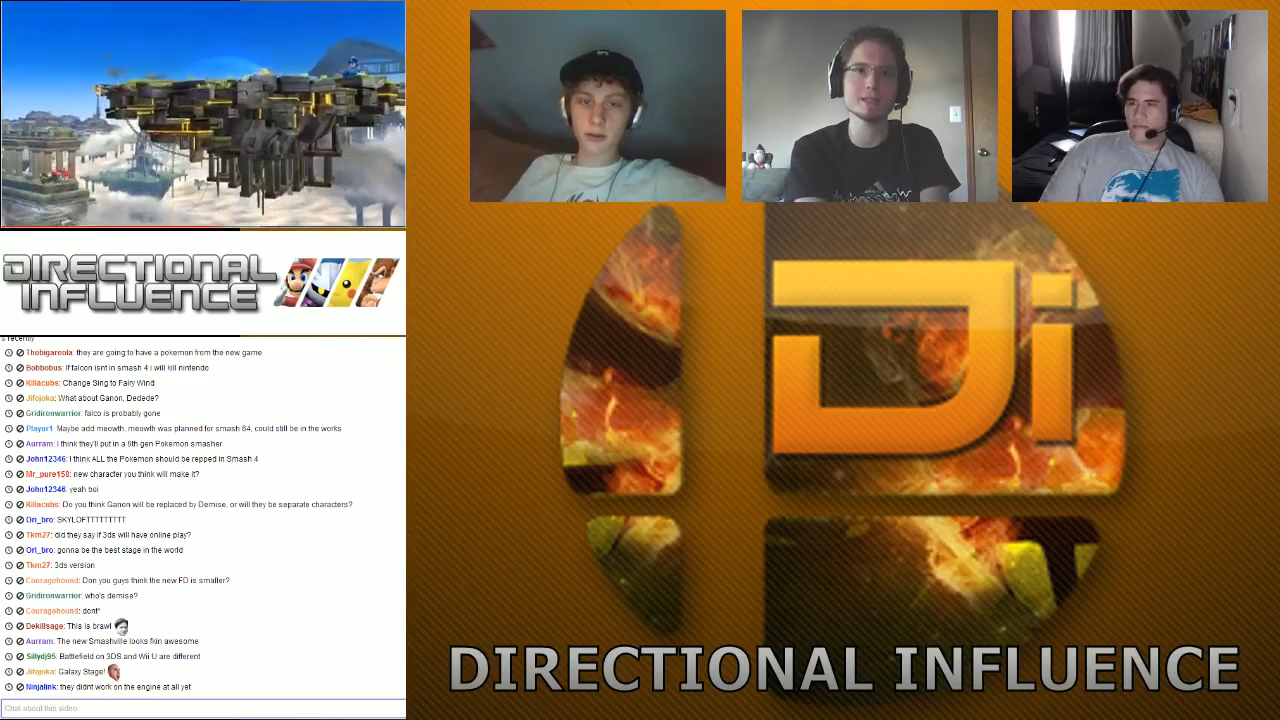 DIRECTIONAL
INFLUENCE
recently
Thebigareola: they are going to have a pokemon from the new game
Bobbobus: If falcon isnt in smash 4 i will kill nintendo
Killacubs: Change Sing to Fairy Wind
Jifojoka: What about Ganon, Dedede?
Gridironwarrior: falco is probably gone
Playur1: Maybe add meowth, meowth was planned for smash 64, could still be in the works
Aurram: I think they'll put in a 6th gen Pokemon smasher
John12346: I think ALL the Pokemon should be repped in Smash 4
Mr_pure158: new character you think will make it?
John12346: yeah boi
Killacubs: Do you think Ganon will be replaced by Demise, or will they be separate characters?
Ori_bro: SKYLOFTTTTTTTT
Tkm27: did they say if 3ds will have online play?
Ori_bro: gonna be the best stage in the world
Tkm27: 3ds version
Couragehound: Don you guys think the new FD is smaller?
Gridironwarrior: who's demise?
Couragehound: dont*
Dekillsage: This is brawl
Aurram: The new Smashville looks fkin awesome
Sillydj95: Battlefield on 3DS and Wii U are different
Jifojoka: Galaxy Stage!
Ninjalink: they didnt work on the engine at all yet
Chat about this video.
Di
DIRECTIONAL INFLUENCE